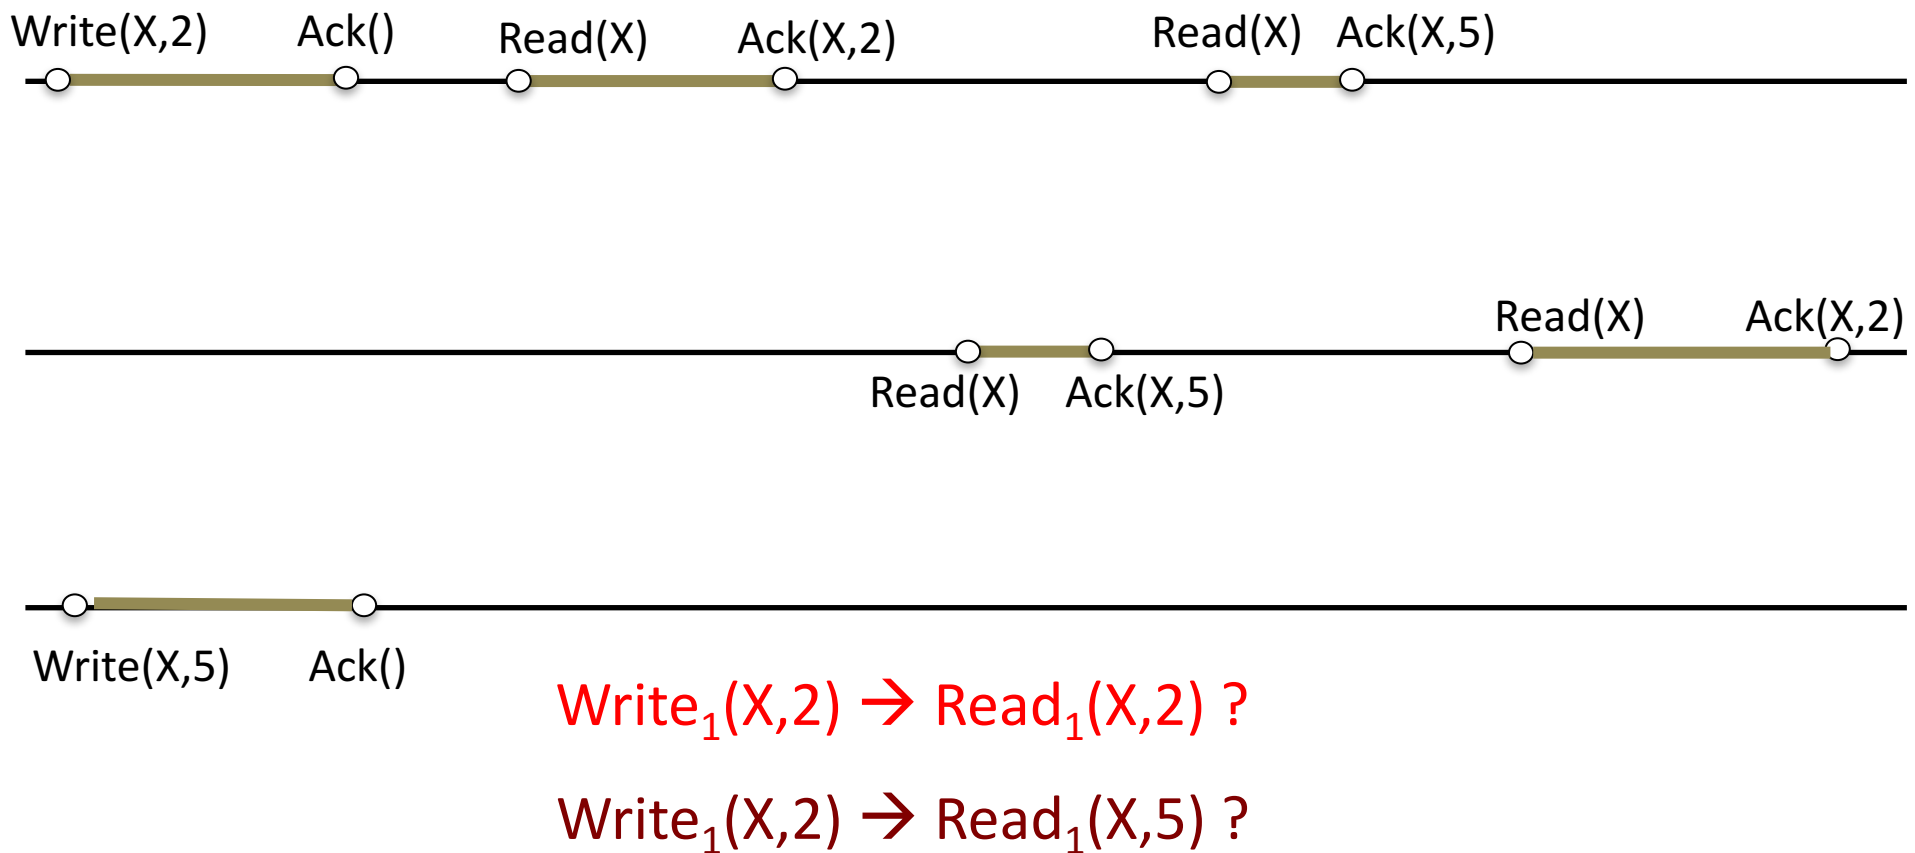 Write(X,2) Ack() Read(X) Ack(X,2) Read(X) Ack(X,5)
Read(X) Ack(X,2)
Read(X) Ack(X,5)
Write(X,5) Ack()
Write₁(X,2) → Read₁(X,2) ?
Write₁(X,2) → Read₁(X,5) ?